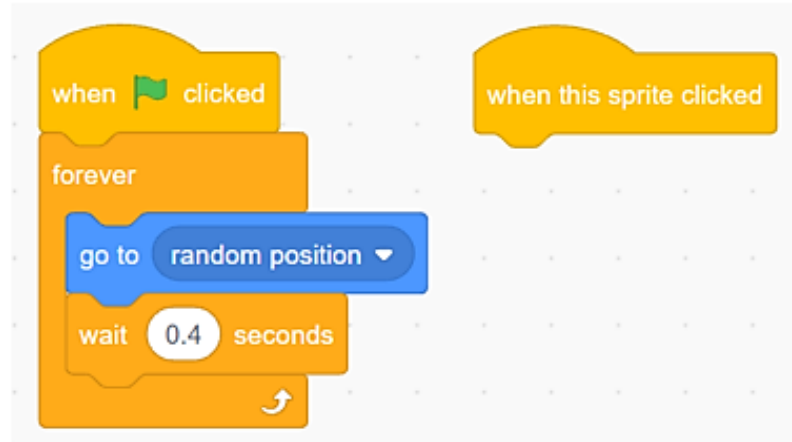 when clicked
when this sprite clicked
forever
go to random position
wait 0.4 seconds